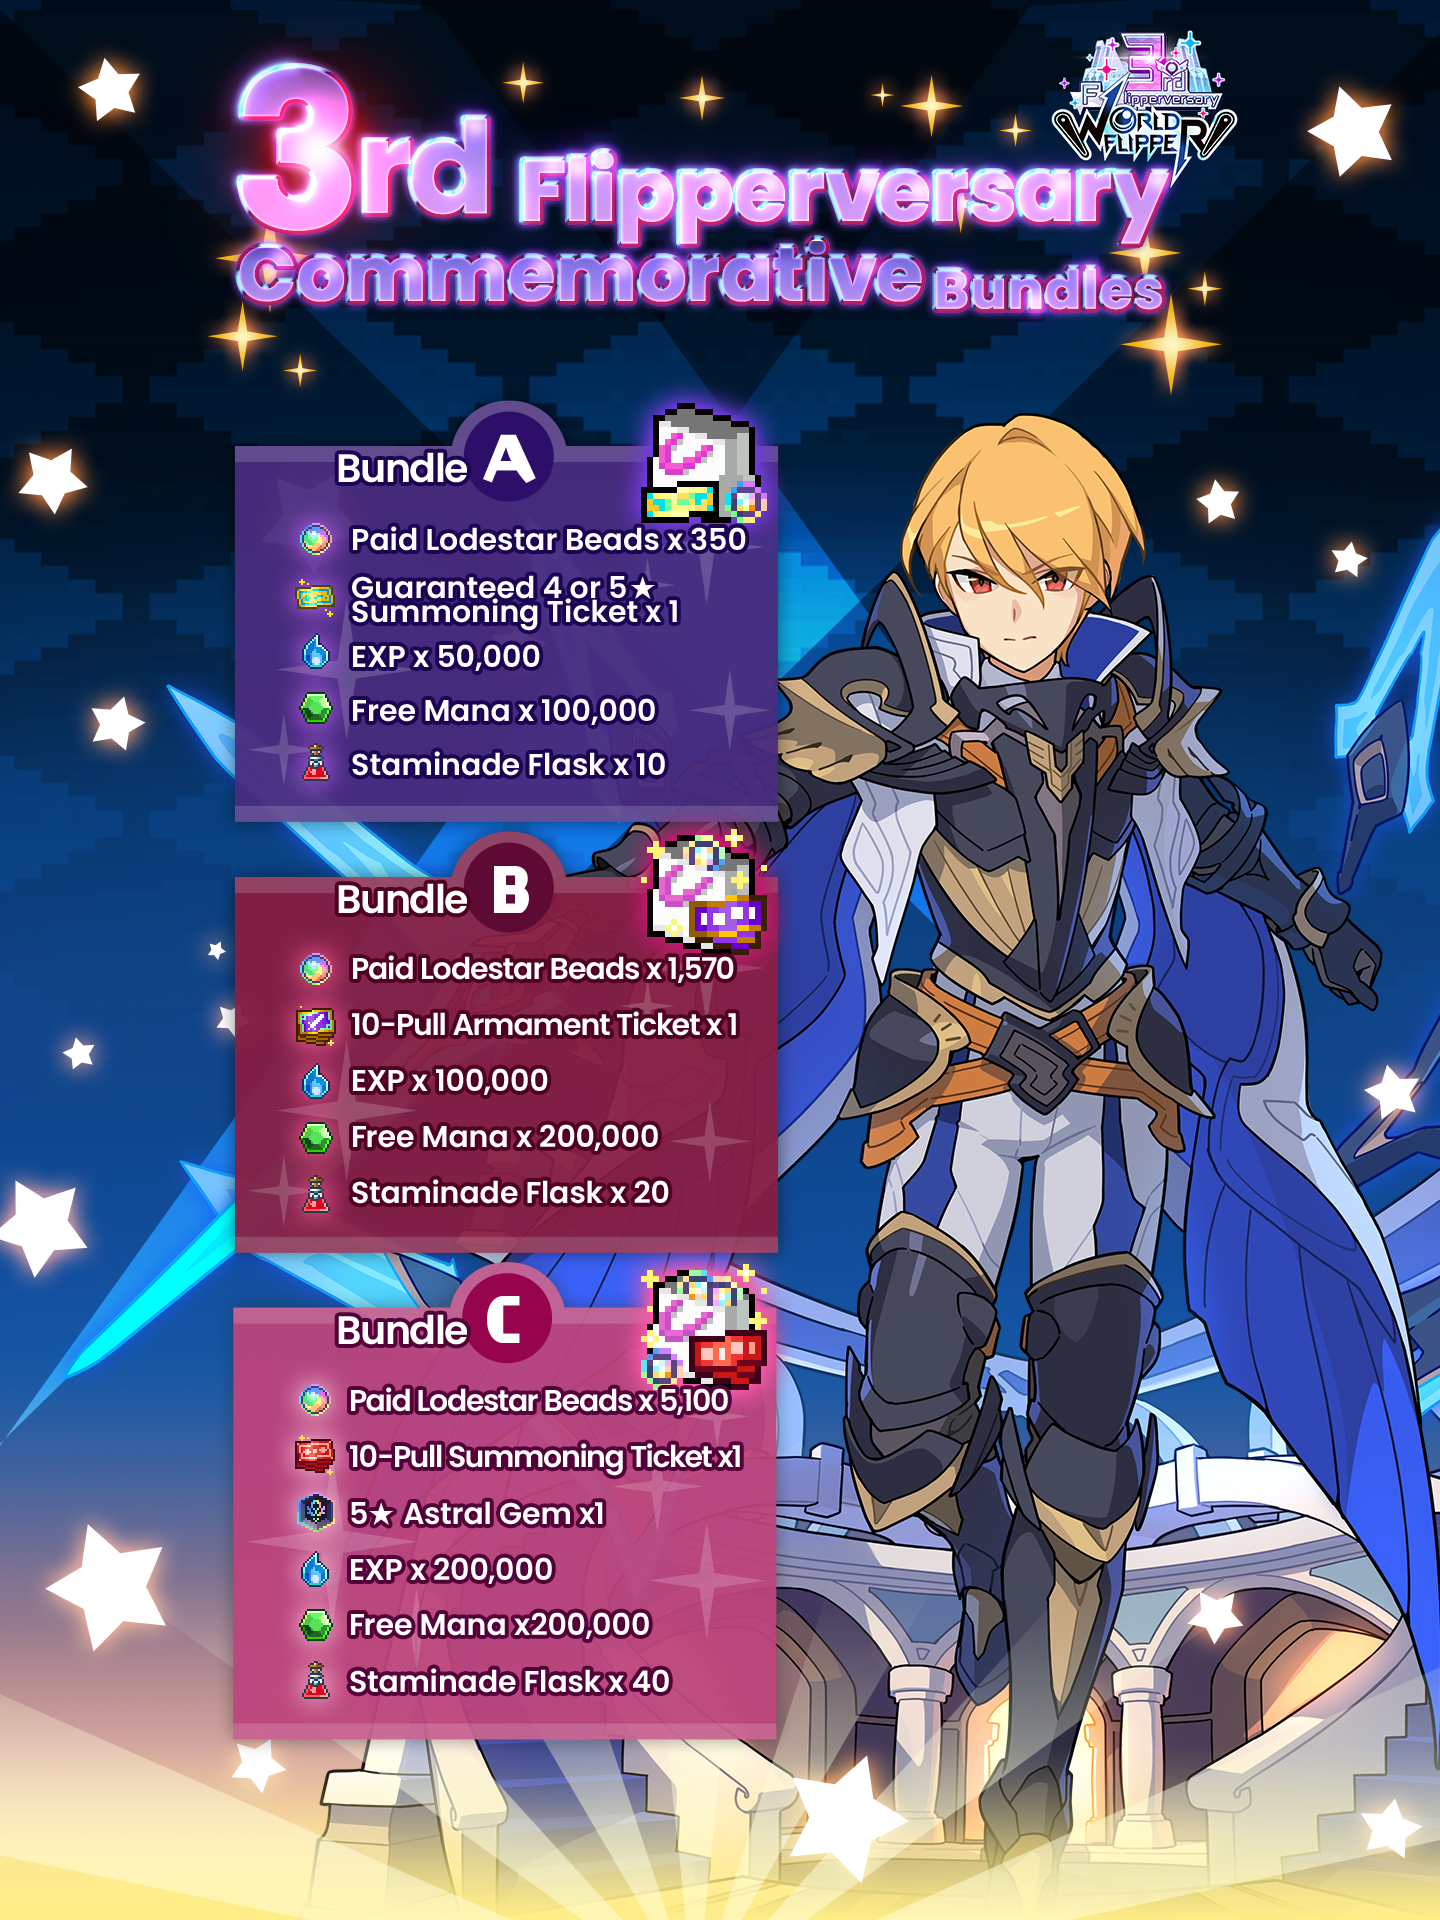 3rd Flipperversary
Commemorative Bundles
3rd
Flipperversary
WORLD
FLIPPER
Bundle A
Paid Lodestar Beads x 350
Guaranteed 4 or 5★
Summoning Ticket x 1
EXP x 50,000
Free Mana x 100,000
Staminade Flask x 10
Bundle B
Paid Lodestar Beads x 1,570
10-Pull Armament Ticket x 1
EXP x 100,000
Free Mana x 200,000
Staminade Flask x 20
Bundle C
Paid Lodestar Beads x 5,100
10-Pull Summoning Ticket x1
5★ Astral Gem x1
EXP x 200,000
Free Mana x200,000
Staminade Flask x 40